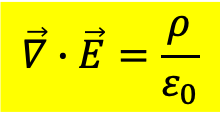 ∇⃗ · E⃗ = ρ/ε₀